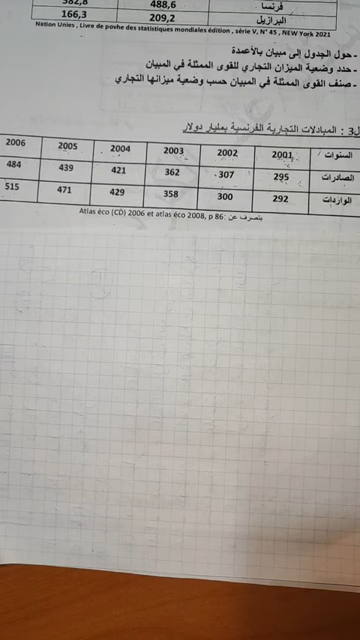 فرنسا 488,6 382,8
البرازيل 209,2 166,3
Nation Unies , Livre de povhe des statistiques mondiales édition , série V, N° 45 , NEW York 2021
- حول الجدول إلى مبيان بالأعمدة
- حدد وضعية الميزان التجاري للقوى الممثلة في المبيان
- صنف القوى الممثلة في المبيان حسب وضعية ميزانها التجاري
ل3 : المبادلات التجارية الفرنسية بمليار دولار
السنوات 2001 2002 2003 2004 2005 2006
الصادرات 295 307 362 421 439 484
الواردات 292 300 358 429 471 515
بتصرف عن: Atlas éco (CD) 2006 et atlas éco 2008, p 86